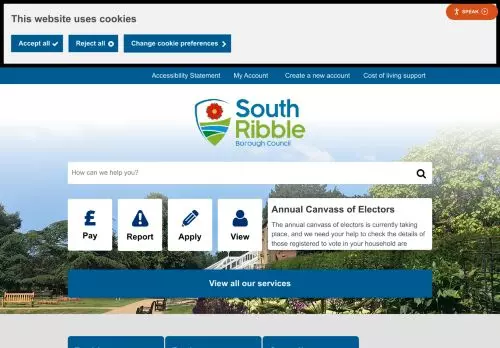 This website uses cookies
SPEAK
Accept all
Reject all
Change cookie preferences
Accessibility Statement My Account Create a new account Cost of living support
South
Ribble
Borough Council
How can we help you?
£
Pay
Report
Apply
View
Annual Canvass of Electors
The annual canvass of electors is currently taking
place, and we need your help to check the details of
those registered to vote in your household are
View all our services